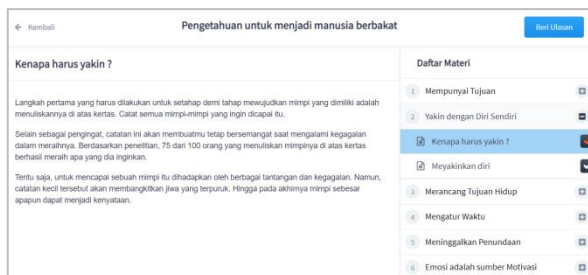 Kembali
Pengetahuan untuk menjadi manusia berbakat
Beri Ulasan
Kenapa harus yakin ?
Langkah pertama yang harus dilakukan untuk setahap demi tahap mewujudkan mimpi yang dimiliki adalah
menuliskannya di atas kertas. Catat semua mimpi-mimpi yang ingin dicapai itu.
Selain sebagai pengingat, catatan ini akan membuatmu tetap bersemangat saat mengalami kegagalan
dalam meraihnya. Berdasarkan penelitian, 75 dari 100 orang yang menuliskan mimpinya di atas kertas
berhasil meraih apa yang dia inginkan.
Tentu saja, untuk mencapai sebuah mimpi itu dihadapkan oleh berbagai tantangan dan kegagalan. Namun,
catatan kecil tersebut akan membangkitkan jiwa yang terpuruk. Hingga pada akhirnya mimpi sebesar
apapun dapat menjadi kenyataan.
Daftar Materi
1 Mempunyai Tujuan
2 Yakin dengan Diri Sendiri
Kenapa harus yakin ?
Meyakinkan diri
3 Merancang Tujuan Hidup
4 Mengatur Waktu
5 Meninggalkan Penundaan
6 Emosi adalah sumber Motivasi